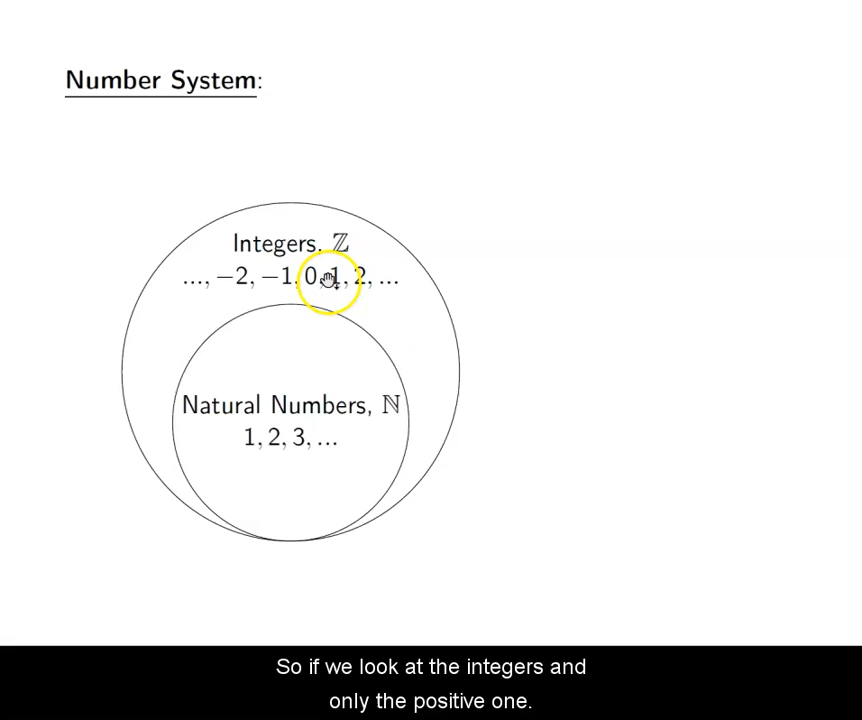 Number System:
Integers, ℤ
..., −2, −1, 0, 1, 2, ...
Natural Numbers, ℕ
1, 2, 3, ...
So if we look at the integers and
only the positive one.